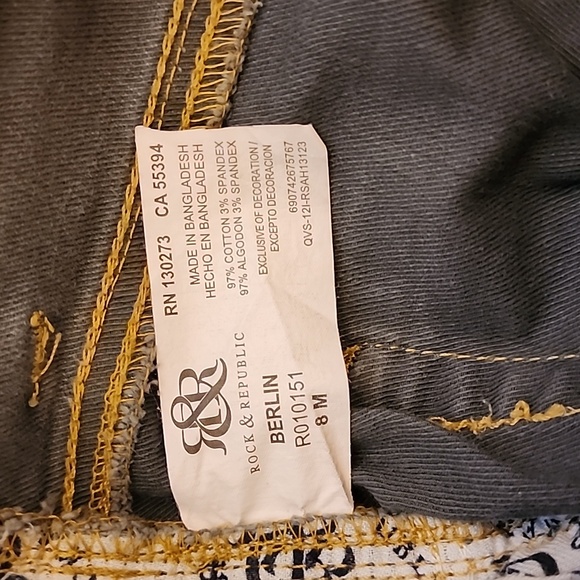 R&R
ROCK & REPUBLIC
BERLIN
R010151
8 M
RN 130273 CA 55394
MADE IN BANGLADESH
HECHO EN BANGLADESH
97% COTTON 3% SPANDEX
97% ALGODON 3% SPANDEX
EXCLUSIVE OF DECORATION /
EXCEPTO DECORACION
690742675767
QVS-12I-RSAH13123